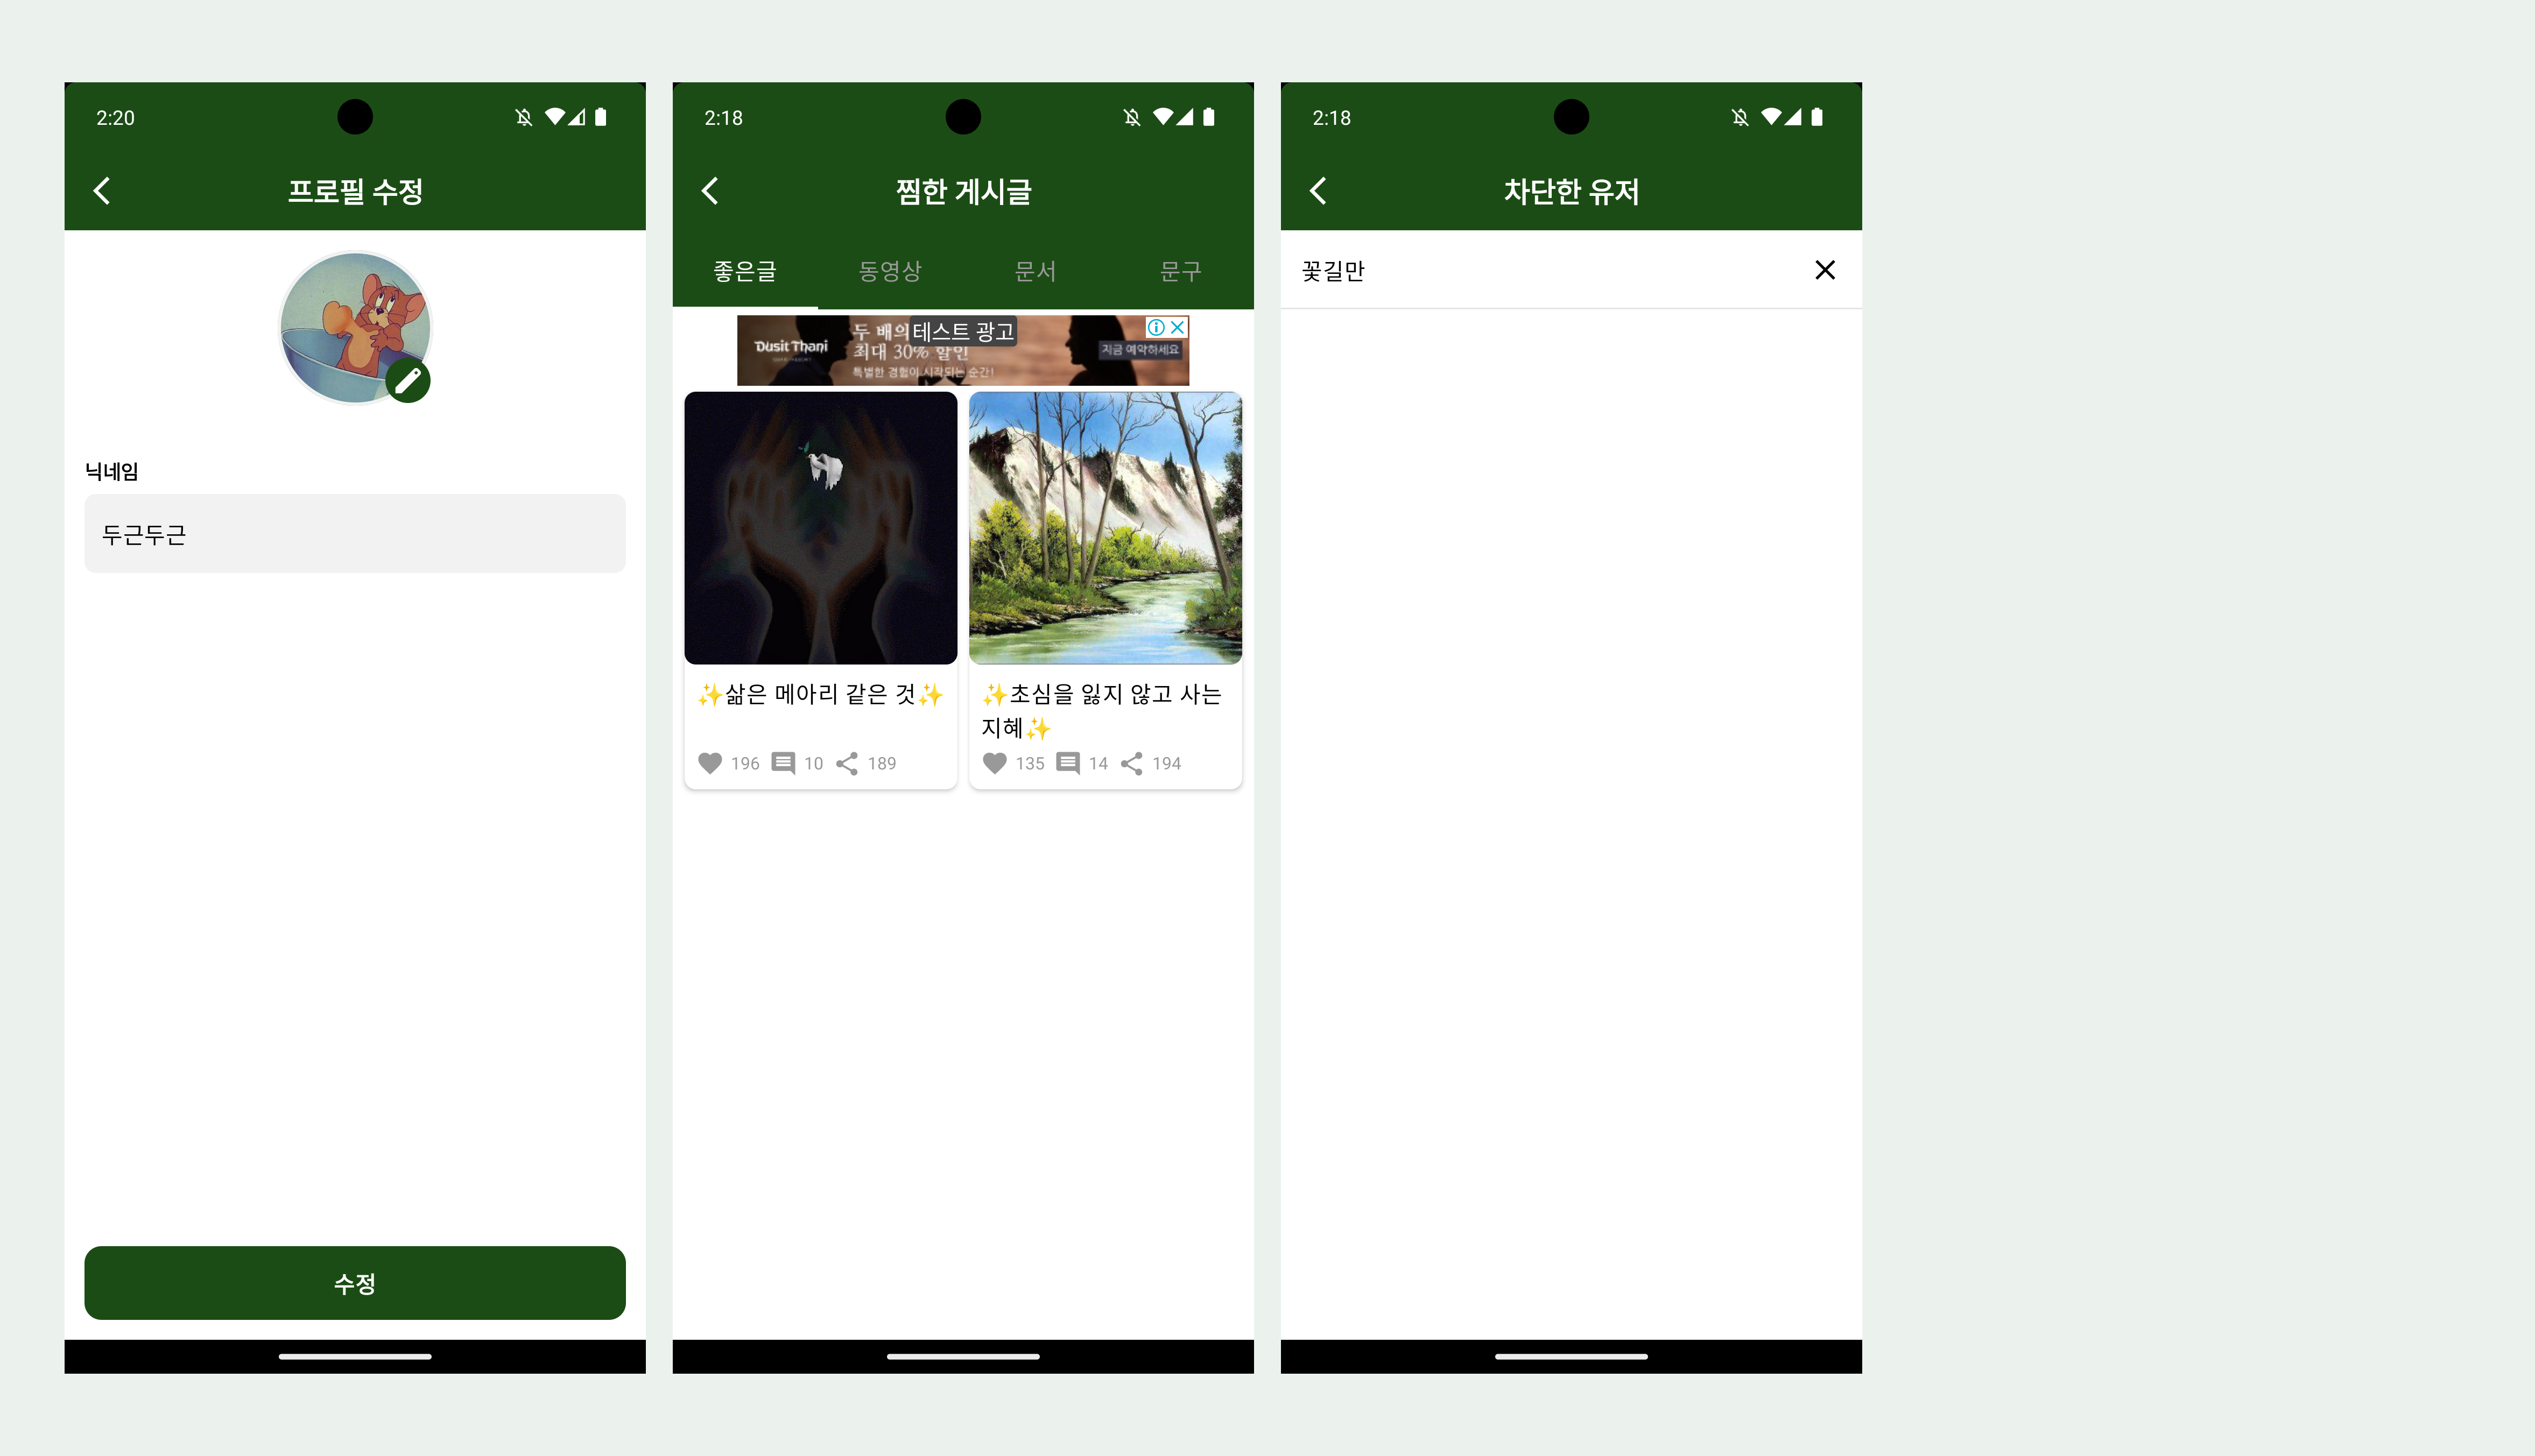 2:20
프로필 수정
닉네임
두근두근
수정
2:18
찜한 게시글
좋은글 동영상 문서 문구
두 배의
테스트 광고
Dusit Thani
최대 30% 할인
지금 예약하세요
특별한 경험이 시작되는 순간!
✨삶은 메아리 같은 것✨
196 10 189
✨초심을 잃지 않고 사는
지혜✨
135 14 194
2:18
차단한 유저
꽃길만